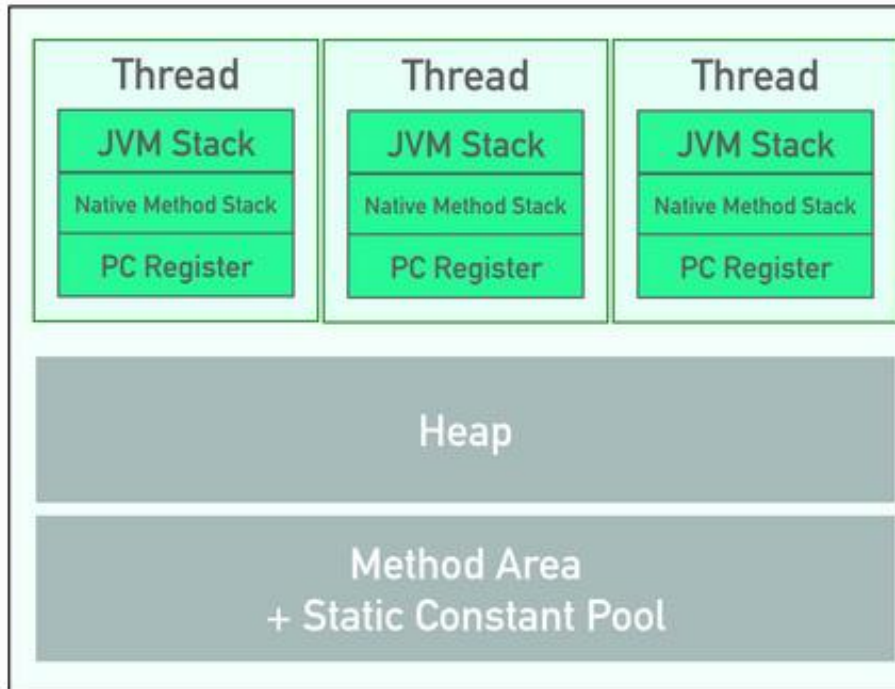 Thread
JVM Stack
Native Method Stack
PC Register
Thread
JVM Stack
Native Method Stack
PC Register
Thread
JVM Stack
Native Method Stack
PC Register
Heap
Method Area
+ Static Constant Pool